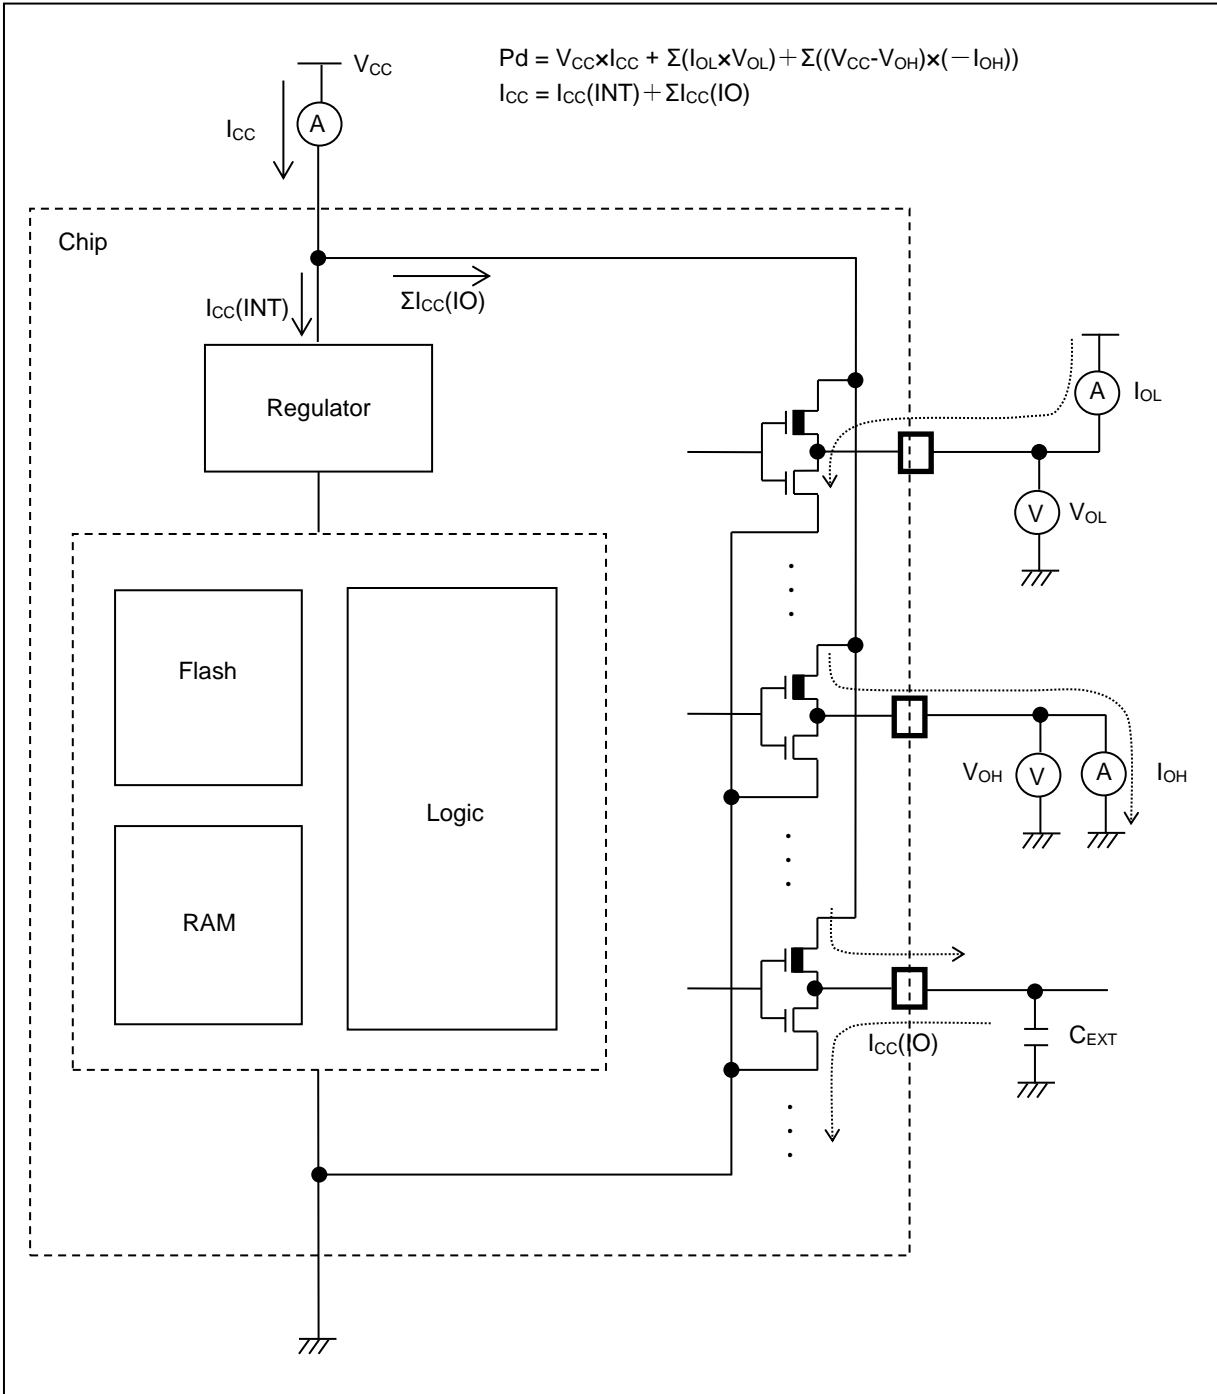 Pd = VCC×ICC + Σ(IOL×VOL)+Σ((VCC-VOH)×(-IOH))
ICC = ICC(INT)+ΣICC(IO)
VCC
A
ICC
Chip
ICC(INT)
ΣICC(IO)
Regulator
A
IOL
V
VOL
Flash
Logic
RAM
VOH
V
A
IOH
ICC(IO)
CEXT